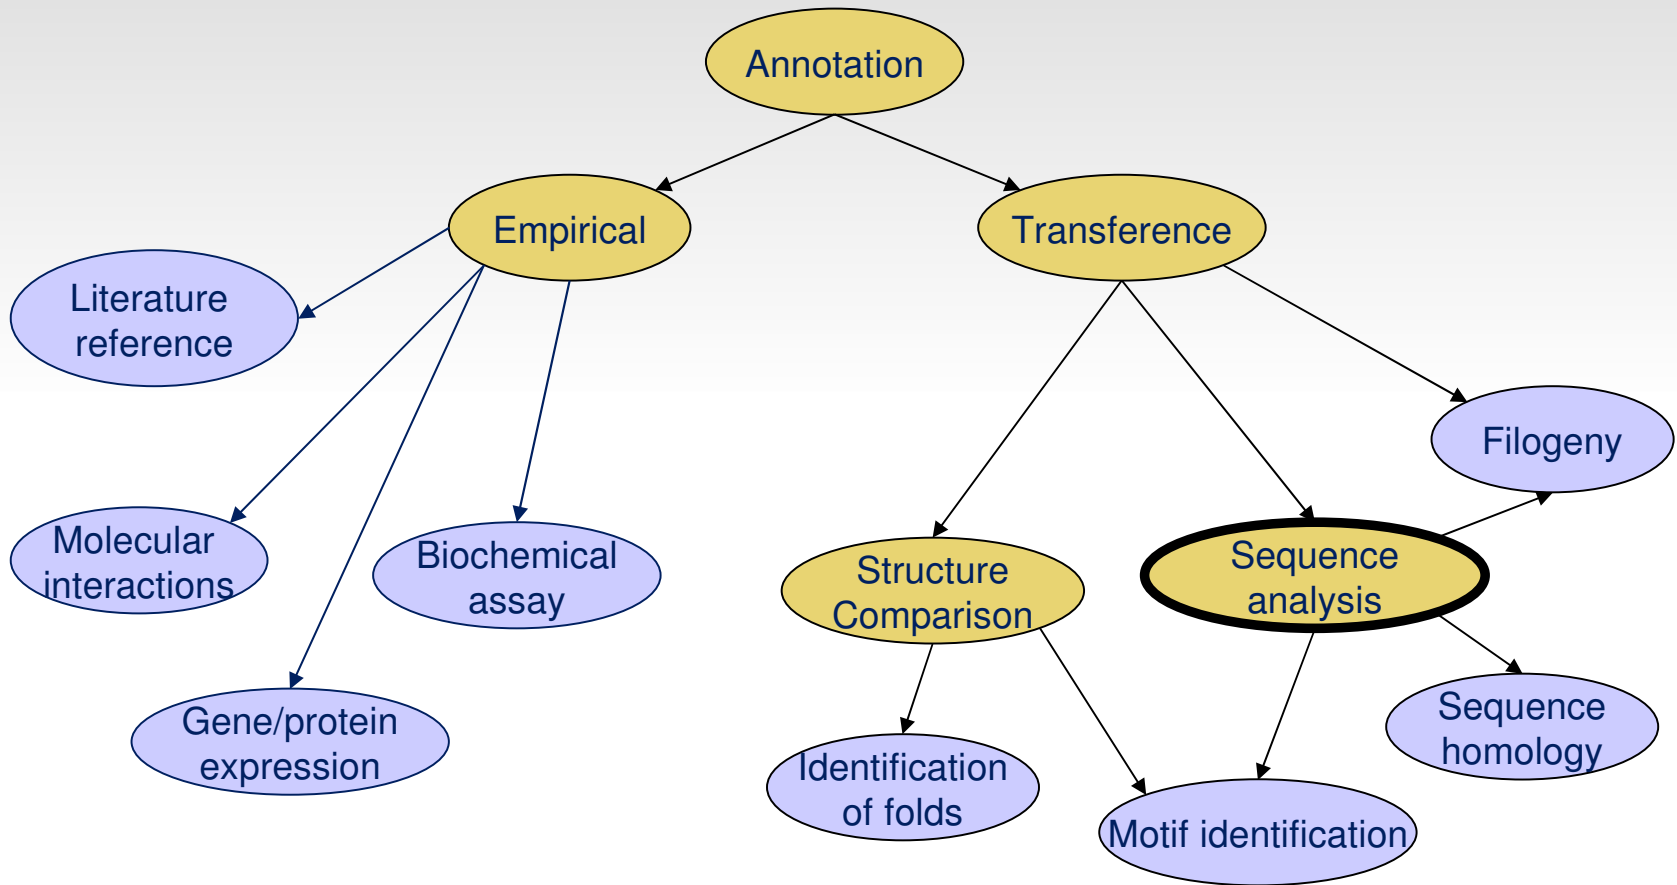 Annotation
Empirical
Transference
Literature
reference
Filogeny
Molecular
interactions
Biochemical
assay
Structure
Comparison
Sequence
analysis
Gene/protein
expression
Identification
of folds
Motif identification
Sequence
homology